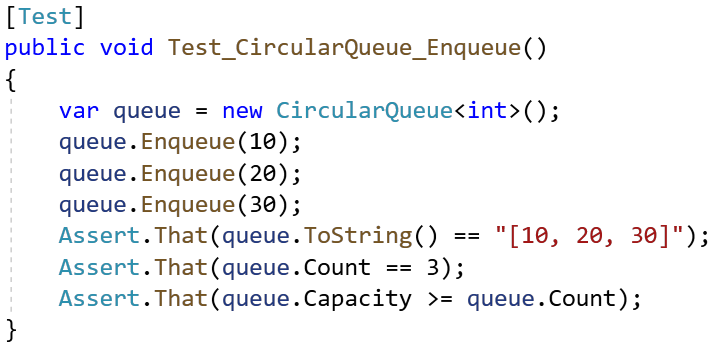 [Test]
public void Test_CircularQueue_Enqueue()
{
    var queue = new CircularQueue<int>();
    queue.Enqueue(10);
    queue.Enqueue(20);
    queue.Enqueue(30);
    Assert.That(queue.ToString() == "[10, 20, 30]");
    Assert.That(queue.Count == 3);
    Assert.That(queue.Capacity >= queue.Count);
}